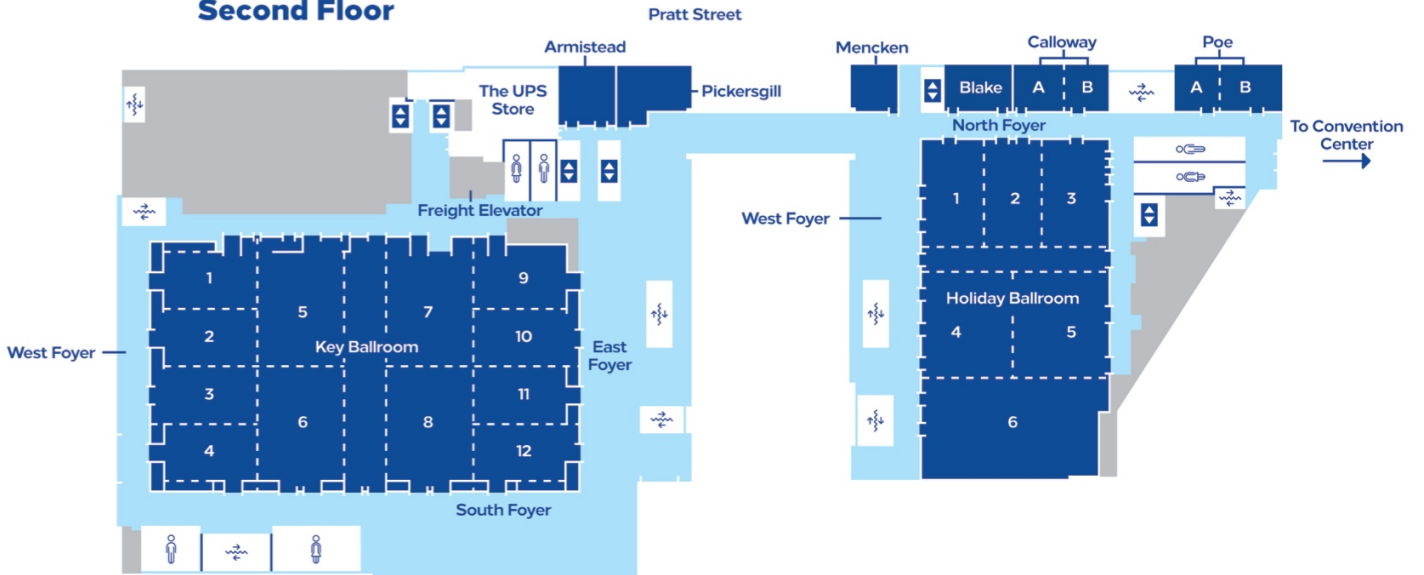 Second Floor
Pratt Street
Armistead
Mencken
Calloway
Poe
The UPS
Store
Pickersgill
Blake
A
B
A
B
North Foyer
To Convention
Center
Freight Elevator
West Foyer
1
2
3
1
5
7
9
Holiday Ballroom
2
Key Ballroom
10
4
5
West Foyer
East
Foyer
3
11
4
6
8
12
6
South Foyer